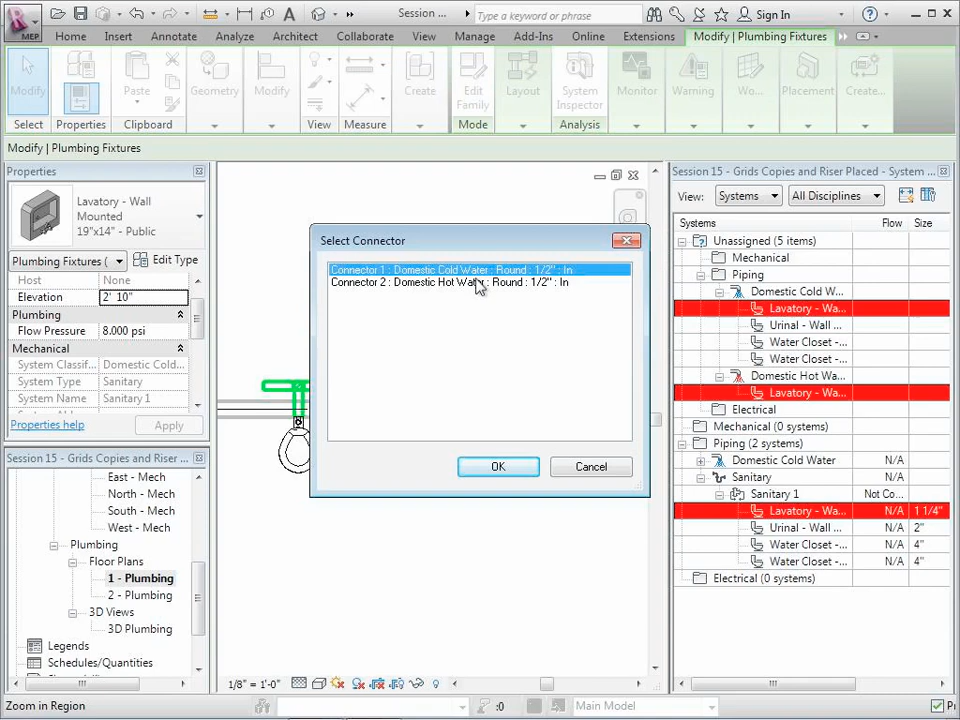 Session ...
Type a keyword or phrase
Sign In
MEP
Home
Insert
Annotate
Analyze
Architect
Collaborate
View
Manage
Add-Ins
Online
Extensions
Modify | Plumbing Fixtures
Modify
Properties
Paste
Geometry
Modify
Create
Edit
Family
Layout
System
Inspector
Monitor
Warning
Wo...
Placement
Create...
Select
Properties
Clipboard
View
Measure
Mode
Analysis
Modify | Plumbing Fixtures
Properties
Lavatory - Wall
Mounted
19"x14" - Public
Plumbing Fixtures (
Edit Type
Host None
Elevation 2' 10"
Plumbing
Flow Pressure 8.000 psi
Mechanical
System Classif... Domestic Cold...
System Type Sanitary
System Name Sanitary 1
Properties help
Apply
Session 15 - Grids Copies and Riser ...
East - Mech
North - Mech
South - Mech
West - Mech
Plumbing
Floor Plans
1 - Plumbing
2 - Plumbing
3D Views
3D Plumbing
Legends
Schedules/Quantities
Select Connector
Connector 1 : Domestic Cold Water : Round : 1/2" : In
Connector 2 : Domestic Hot Water : Round : 1/2" : In
OK
Cancel
1/8" = 1'-0"
Session 15 - Grids Copies and Riser Placed - System ...
View:
Systems
All Disciplines
Systems Flow Size
Unassigned (5 items)
Mechanical
Piping
Domestic Cold W...
Lavatory - Wa...
Urinal - Wall ...
Water Closet -...
Water Closet -...
Domestic Hot Wa...
Lavatory - Wa...
Electrical
Mechanical (0 systems)
Piping (2 systems)
Domestic Cold Water N/A
Sanitary N/A
Sanitary 1 Not Co...
Lavatory - Wa... N/A 1 1/4"
Urinal - Wall ... N/A 2"
Water Closet -... N/A 4"
Water Closet -... N/A 4"
Electrical (0 systems)
Zoom in Region
:0
Main Model